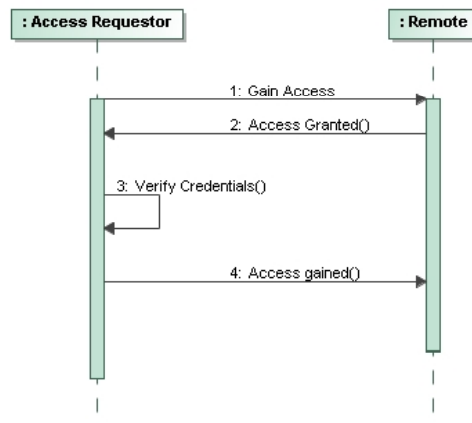 : Access Requestor
: Remote
1: Gain Access
2: Access Granted()
3: Verify Credentials()
4: Access gained()